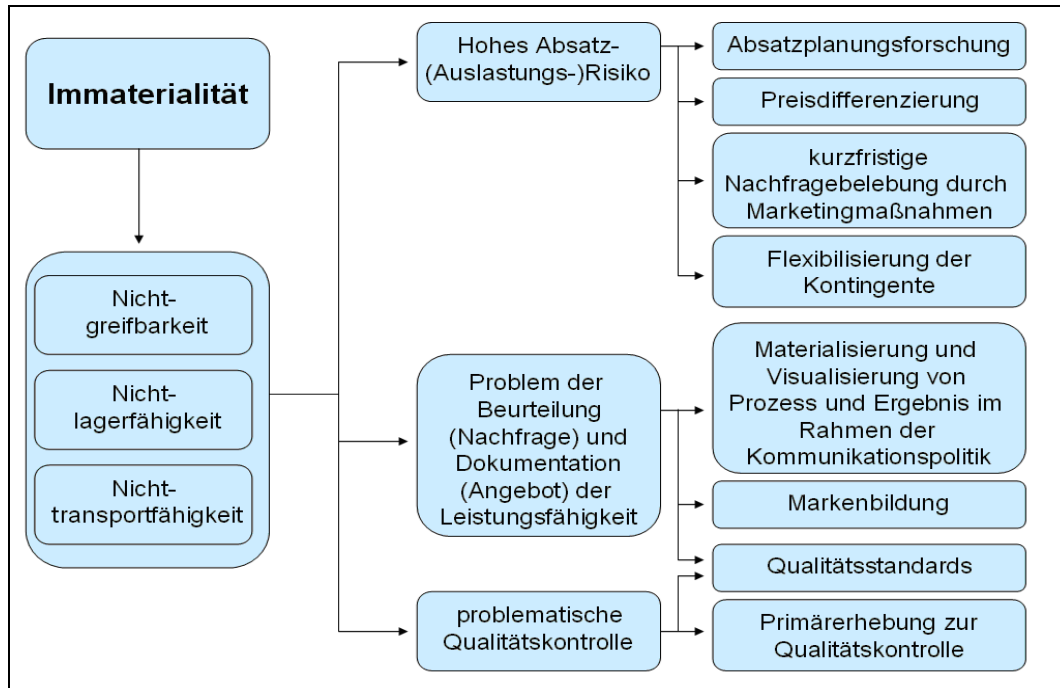 Immaterialität
Nicht-
greifbarkeit
Nicht-
lagerfähigkeit
Nicht-
transportfähigkeit
Hohes Absatz-
(Auslastungs-)Risiko
Absatzplanungsforschung
Preisdifferenzierung
kurzfristige
Nachfragebelebung durch
Marketingmaßnahmen
Flexibilisierung der
Kontingente
Problem der
Beurteilung
(Nachfrage) und
Dokumentation
(Angebot) der
Leistungsfähigkeit
Materialisierung und
Visualisierung von
Prozess und Ergebnis im
Rahmen der
Kommunikationspolitik
Markenbildung
Qualitätsstandards
problematische
Qualitätskontrolle
Primärerhebung zur
Qualitätskontrolle